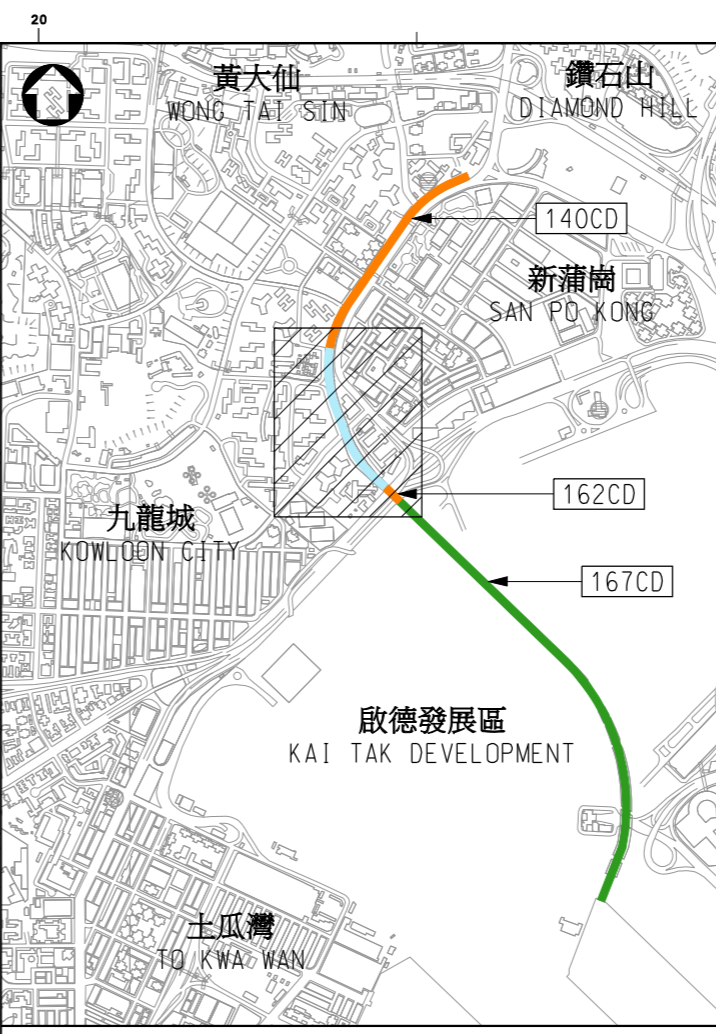 20
黃大仙
WONG TAI SIN
鑽石山
DIAMOND HILL
140CD
新蒲崗
SAN PO KONG
162CD
九龍城
KOWLOON CITY
167CD
啟德發展區
KAI TAK DEVELOPMENT
土瓜灣
TO KWA WAN